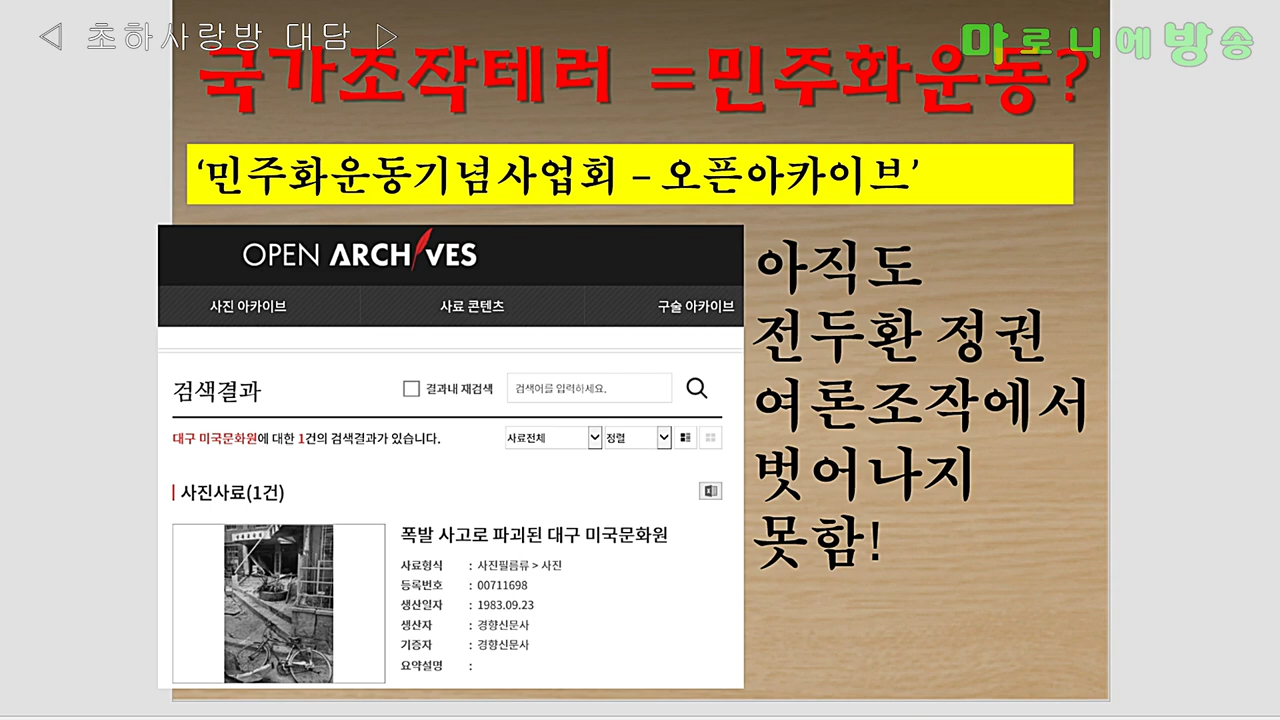 ◁ 초하사랑방 대담 ▷
마로니에방송
국가조작테러 =민주화운동?
‘민주화운동기념사업회 – 오픈아카이브’
OPEN ARCHIVES
사진 아카이브 사료 콘텐츠 구술 아카이브
검색결과 결과내 재검색 검색어를 입력하세요.
대구 미국문화원에 대한 1건의 검색결과가 있습니다. 사료전체 정렬
사진사료(1건)
폭발 사고로 파괴된 대구 미국문화원
사료형식 : 사진필름류 > 사진
등록번호 : 00711698
생산일자 : 1983.09.23
생산자 : 경향신문사
기증자 : 경향신문사
요약설명 :
아직도
전두환 정권
여론조작에서
벗어나지
못함!